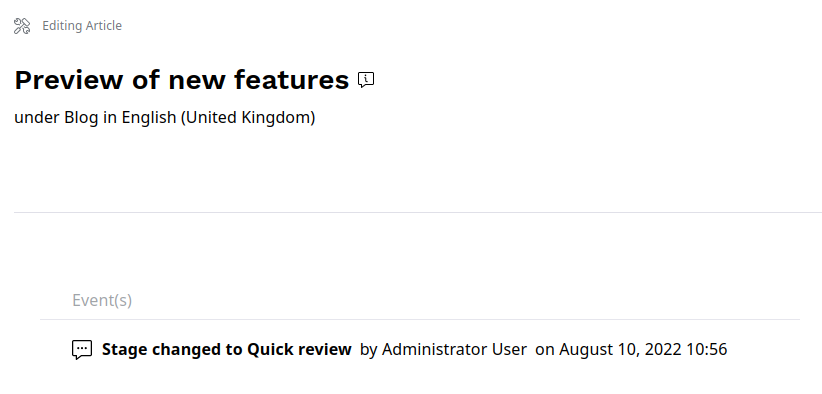 Editing Article
Preview of new features
under Blog in English (United Kingdom)
Event(s)
Stage changed to Quick review by Administrator User on August 10, 2022 10:56